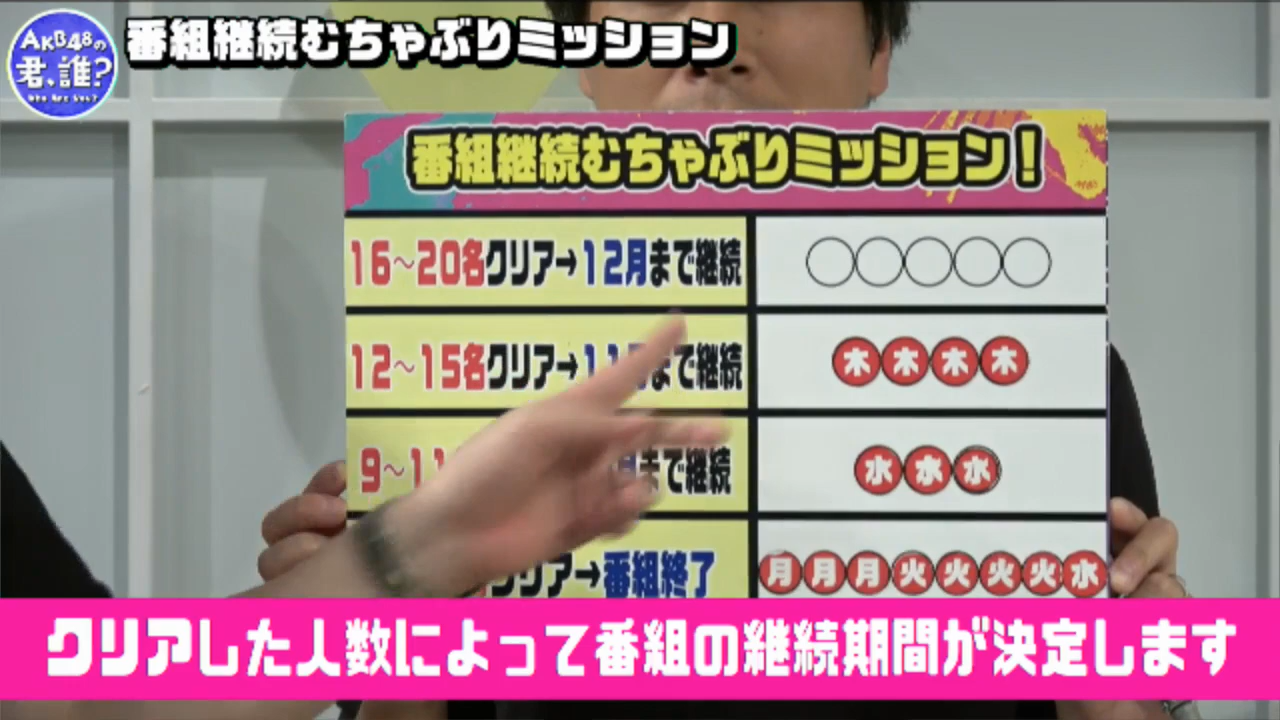 AKB48の
君、誰?
番組継続むちゃぶりミッション
番組継続むちゃぶりミッション!
16〜20名クリア→12月まで継続
○○○○○
12〜15名クリア→11月まで継続
木木木木
9〜11 月まで継続
水水水
クリア→番組終了
月月月火火火火水
クリアした人数によって番組の継続期間が決定します